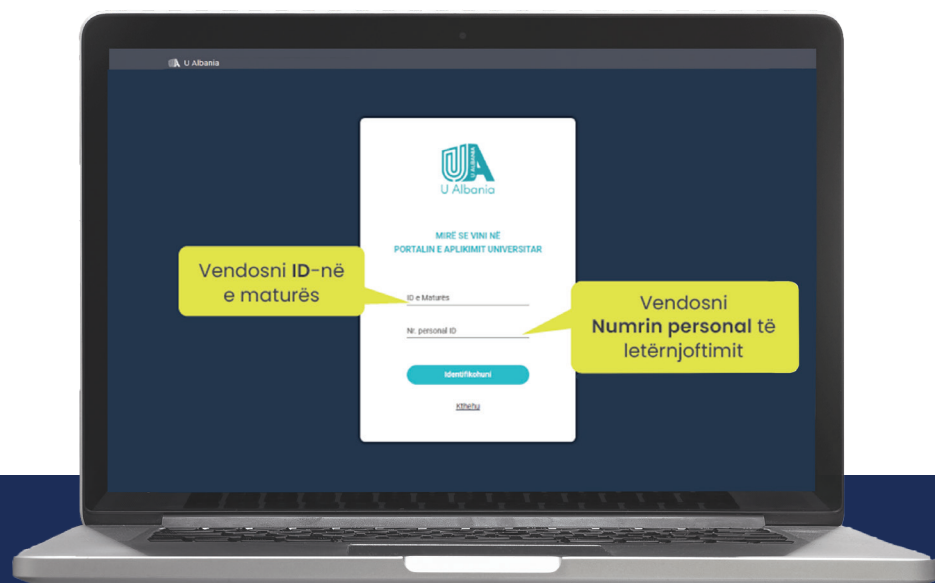 U Albania
U ALBANIA
U Albania
MIRË SE VINI NË
PORTALIN E APLIKIMIT UNIVERSITAR
Vendosni ID-në
e maturës
ID e Maturës
Vendosni
Numrin personal të
letërnjoftimit
Nr. personal ID
Identifikohuni
Kthehu